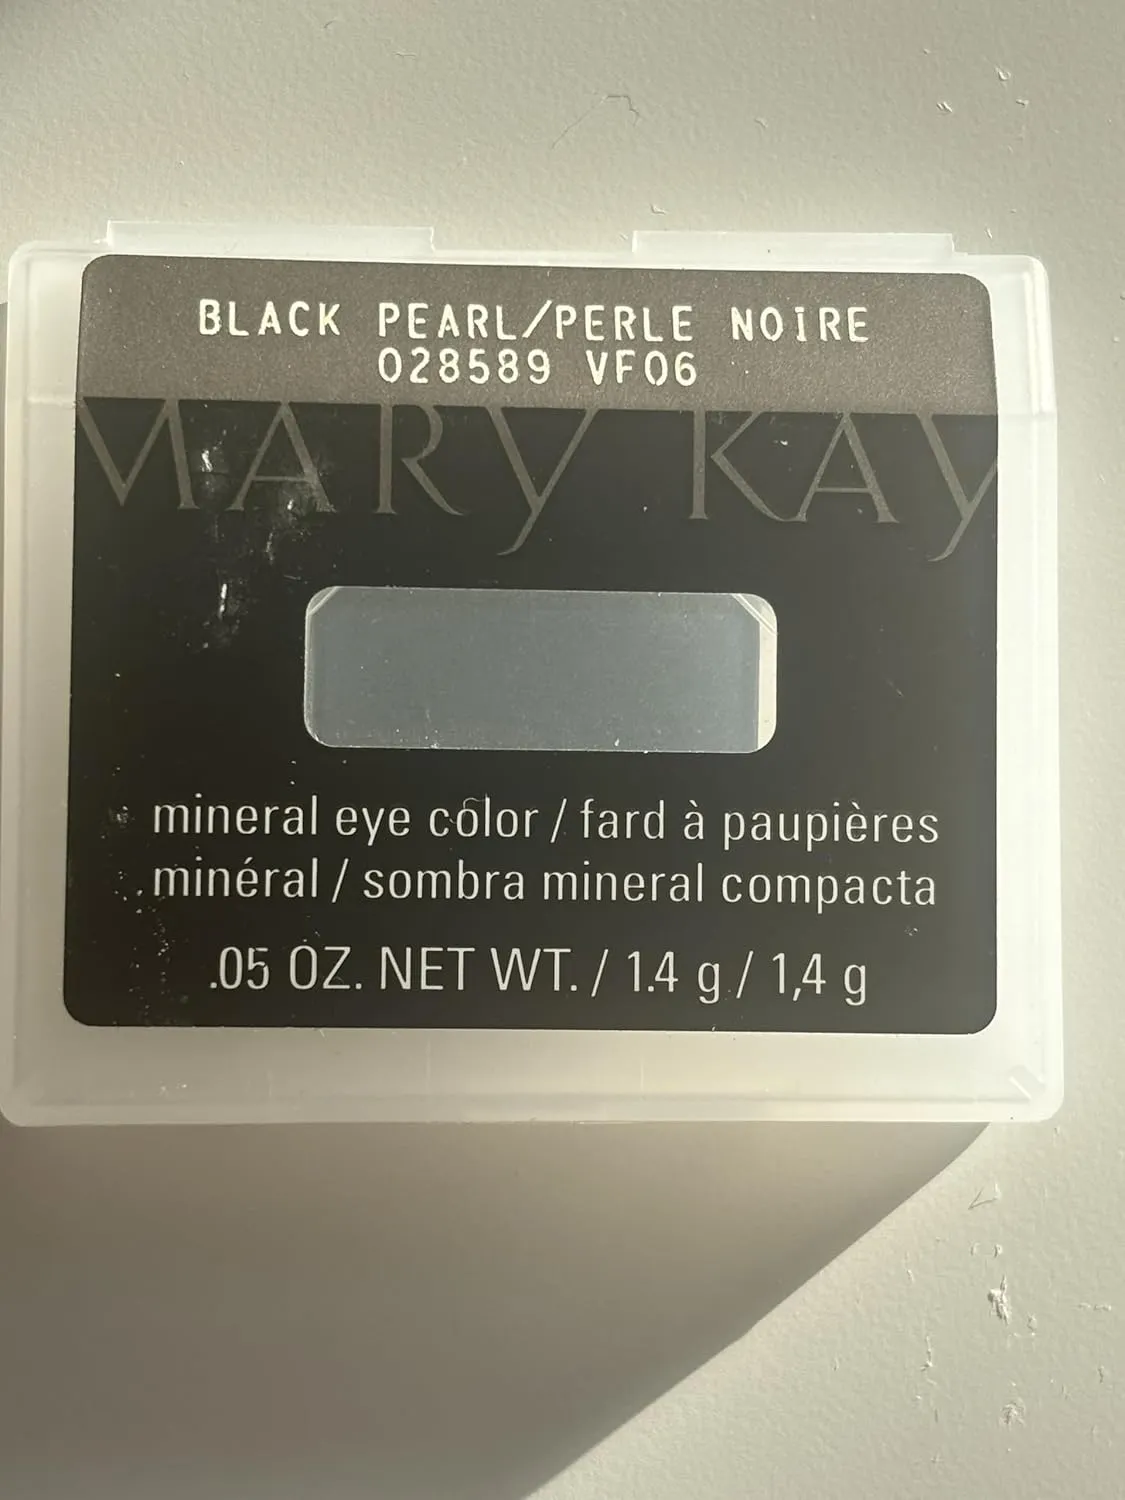 BLACK PEARL/PERLE NOIRE
028589 VF06
MARY KAY
mineral eye color / fard à paupières
minéral / sombra mineral compacta
.05 OZ. NET WT. / 1.4 g / 1,4 g